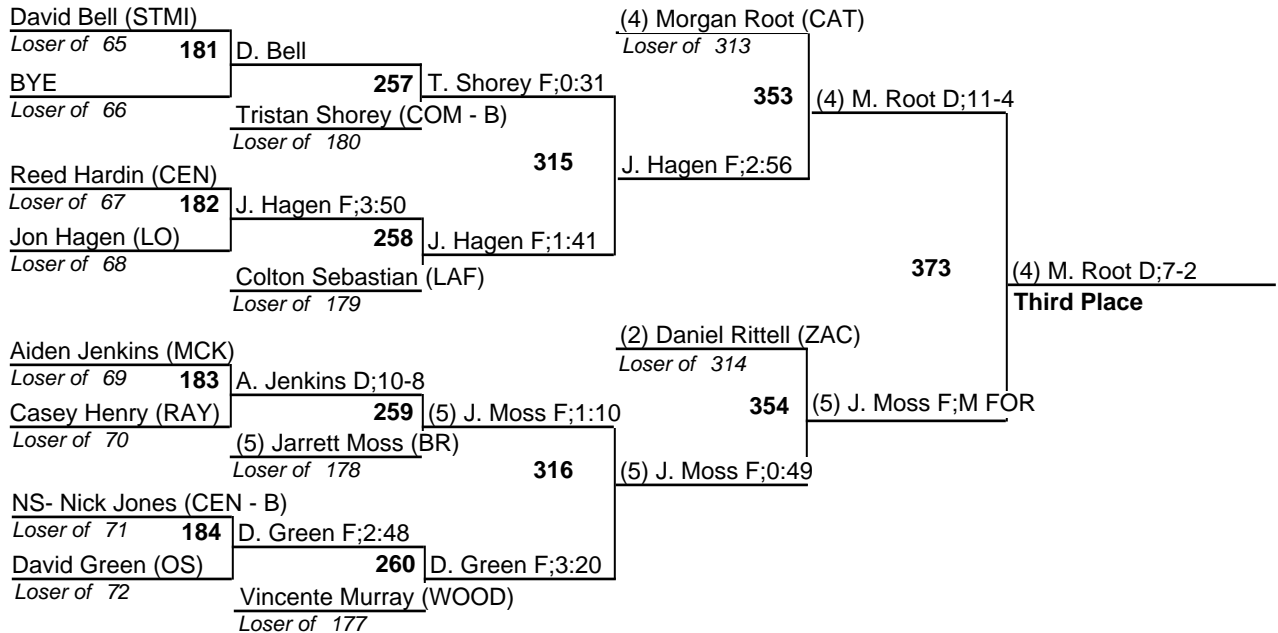 David Bell (STMI)
Loser of 65
181
BYE
Loser of 66
D. Bell
257
Tristan Shorey (COM - B)
Loser of 180
T. Shorey F;0:31
Reed Hardin (CEN)
Loser of 67
182
Jon Hagen (LO)
Loser of 68
J. Hagen F;3:50
258
Colton Sebastian (LAF)
Loser of 179
J. Hagen F;1:41
315
(4) Morgan Root (CAT)
Loser of 313
353
J. Hagen F;2:56
(4) M. Root D;11-4
Aiden Jenkins (MCK)
Loser of 69
183
Casey Henry (RAY)
Loser of 70
A. Jenkins D;10-8
259
(5) Jarrett Moss (BR)
Loser of 178
(5) J. Moss F;1:10
NS- Nick Jones (CEN - B)
Loser of 71
184
David Green (OS)
Loser of 72
D. Green F;2:48
260
Vincente Murray (WOOD)
Loser of 177
D. Green F;3:20
316
(2) Daniel Rittell (ZAC)
Loser of 314
354
(5) J. Moss F;0:49
(5) J. Moss F;M FOR
373
(4) M. Root D;7-2
Third Place